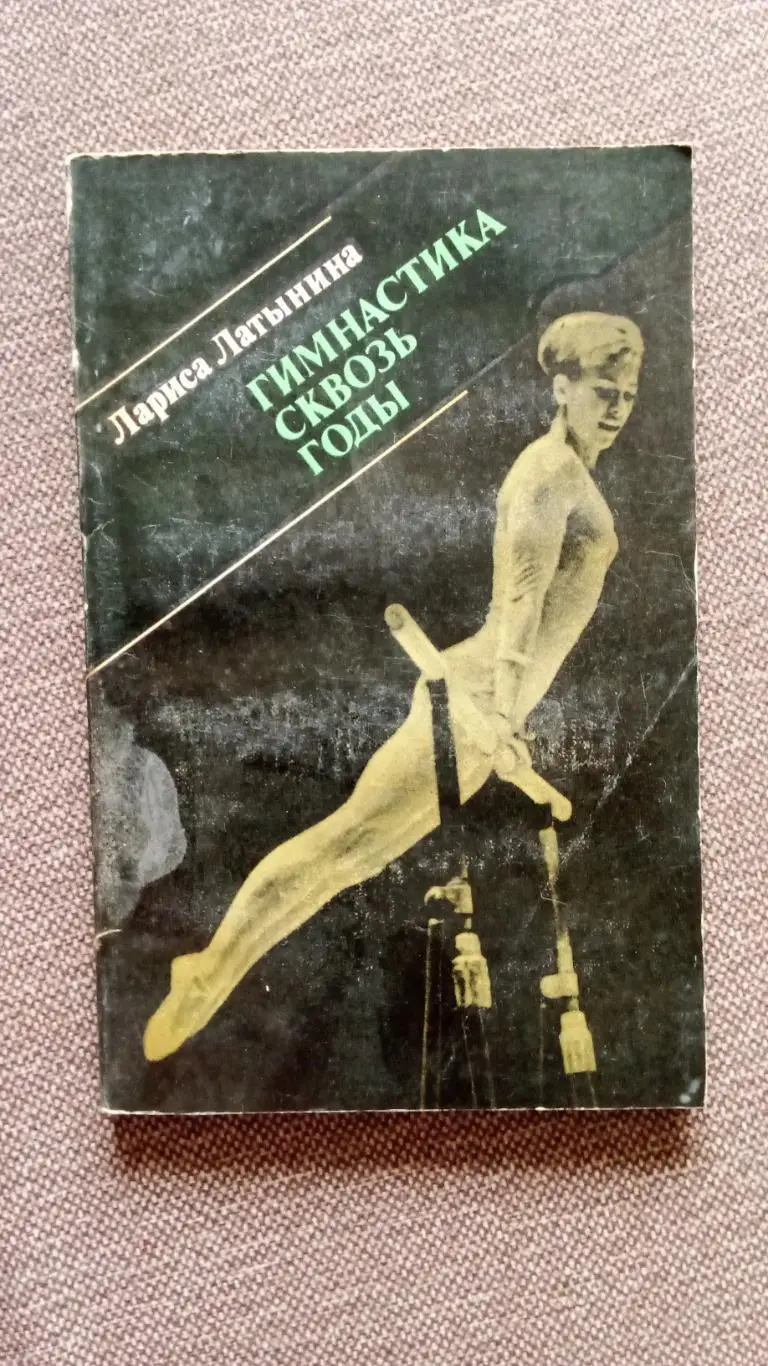 Лариса Латынина
ГИМНАСТИКА
СКВОЗЬ
ГОДЫ